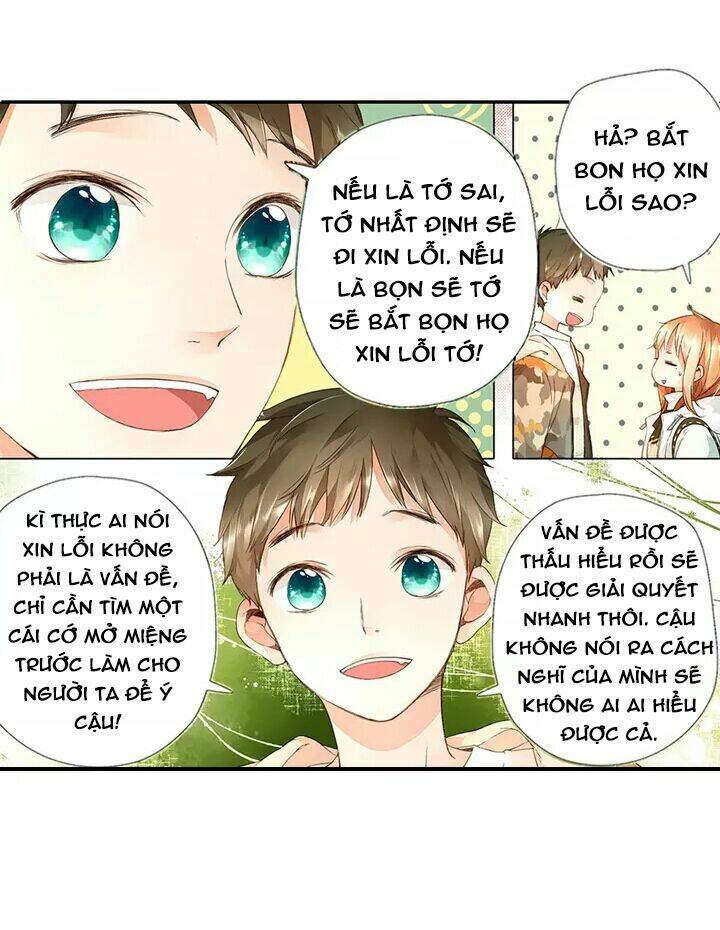 NẾU LÀ TỚ SAI,
TỚ NHẤT ĐỊNH SẼ
ĐI XIN LỖI. NẾU
LÀ BỌN SẼ TỚ
SẼ BẮT BỌN HỌ
XIN LỖI TỚ!
HẢ? BẮT
BON HỌ XIN
LỖI SAO?
KÌ THỰC AI NÓI
XIN LỖI KHÔNG
PHẢI LÀ VẤN ĐỀ,
CHỈ CẦN TÌM MỘT
CÁI CỚ MỞ MIỆNG
TRƯỚC LÀM CHO
NGƯỜI TA ĐỂ Ý
CẬU!
VẤN ĐỀ ĐƯỢC
THẤU HIỂU RỒI SẼ
ĐƯỢC GIẢI QUYẾT
NHANH THÔI. CẬU
KHÔNG NÓI RA CÁCH
NGHĨ CỦA MÌNH SẼ
KHÔNG AI AI HIỂU
ĐƯỢC CẢ.